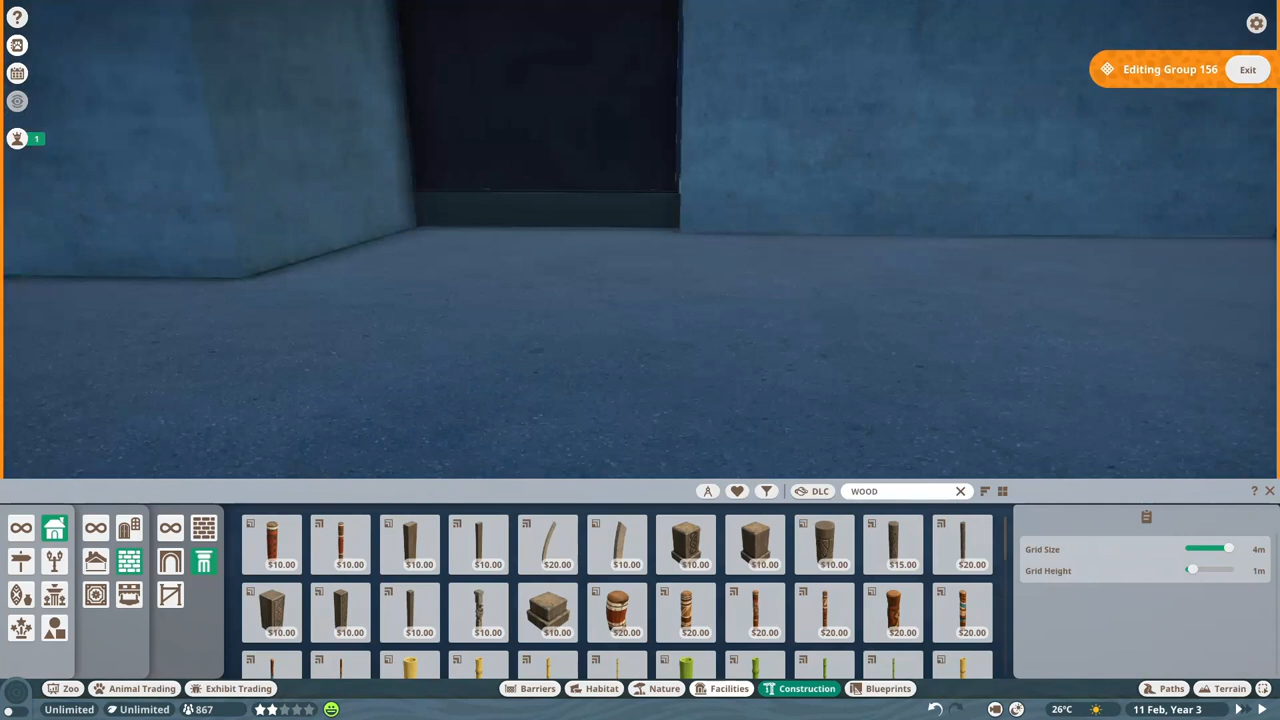 ?
Editing Group 156
Exit
1
DLC
WOOD
?
$10.00 $10.00 $10.00 $10.00 $20.00 $10.00 $10.00 $10.00 $10.00 $15.00 $20.00
$10.00 $10.00 $10.00 $10.00 $10.00 $20.00 $20.00 $20.00 $20.00 $20.00 $20.00
Grid Size 4m
Grid Height 1m
Zoo Animal Trading Exhibit Trading Barriers Habitat Nature Facilities Construction Blueprints Paths Terrain
Unlimited Unlimited 867 26°C 11 Feb, Year 3